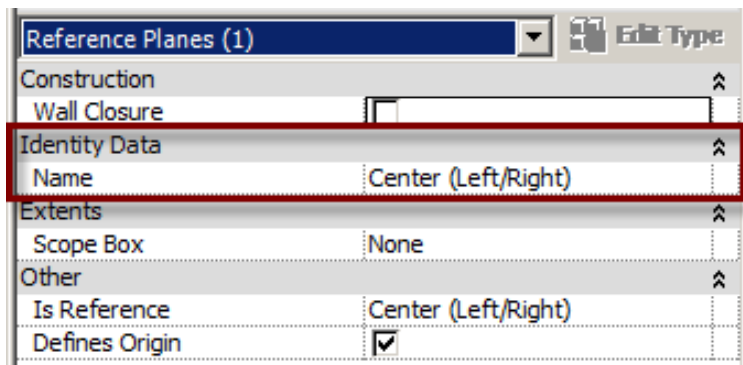 Reference Planes (1) Edit Type
Construction
Wall Closure
Identity Data
Name Center (Left/Right)
Extents
Scope Box None
Other
Is Reference Center (Left/Right)
Defines Origin